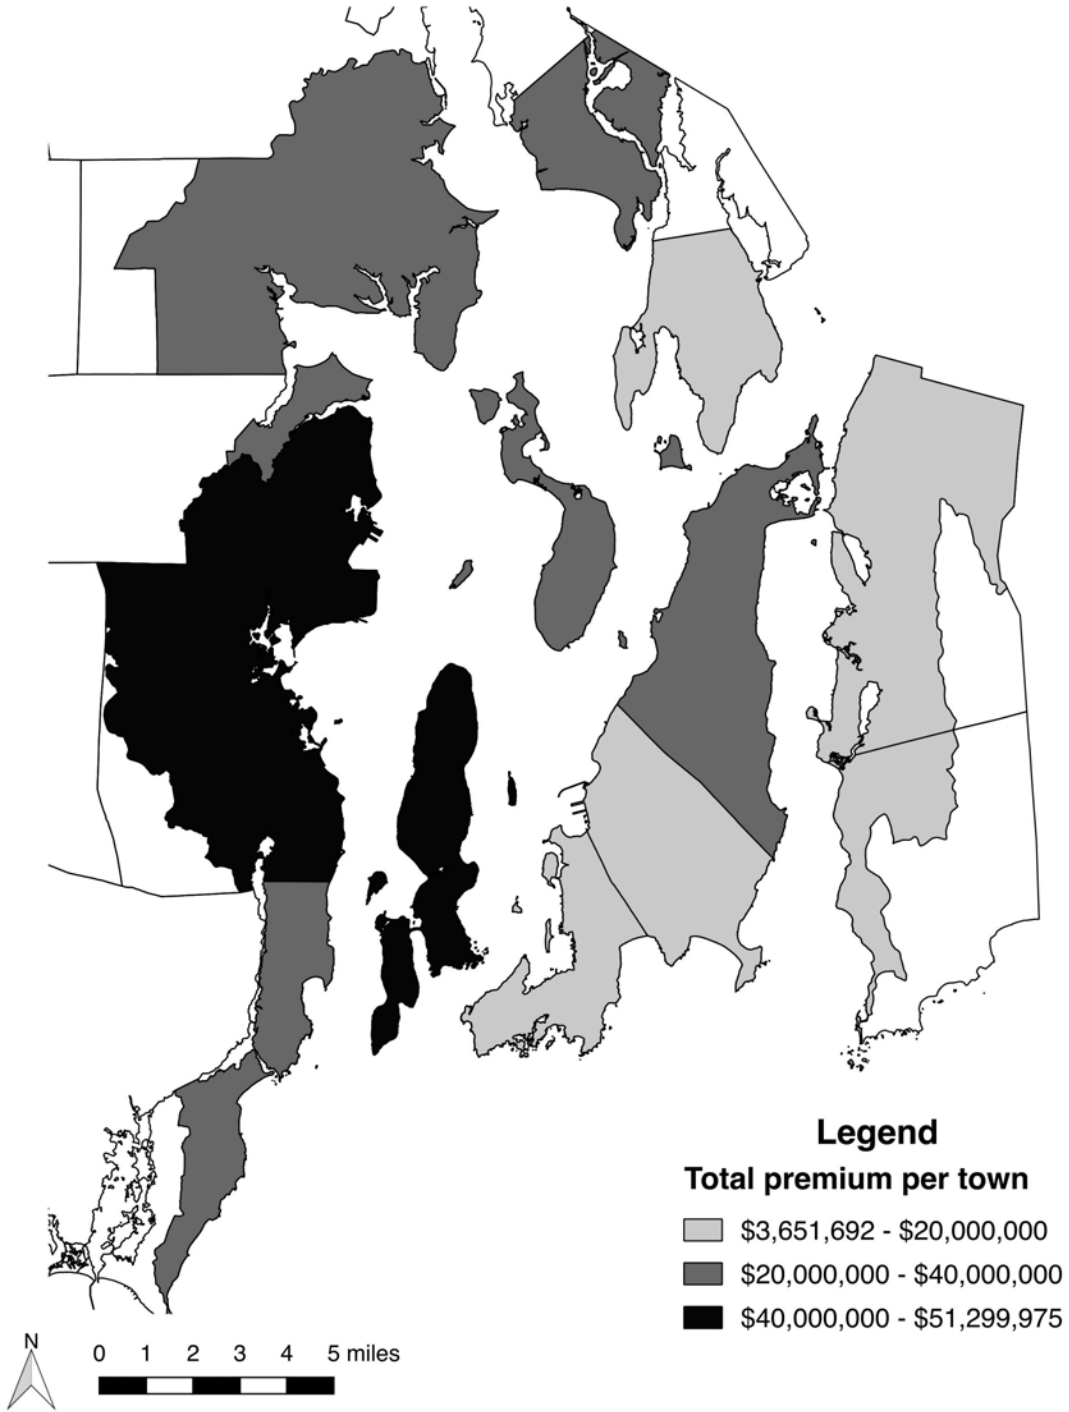 Legend
Total premium per town
$3,651,692 - $20,000,000
$20,000,000 - $40,000,000
$40,000,000 - $51,299,975
N
0 1 2 3 4 5 miles